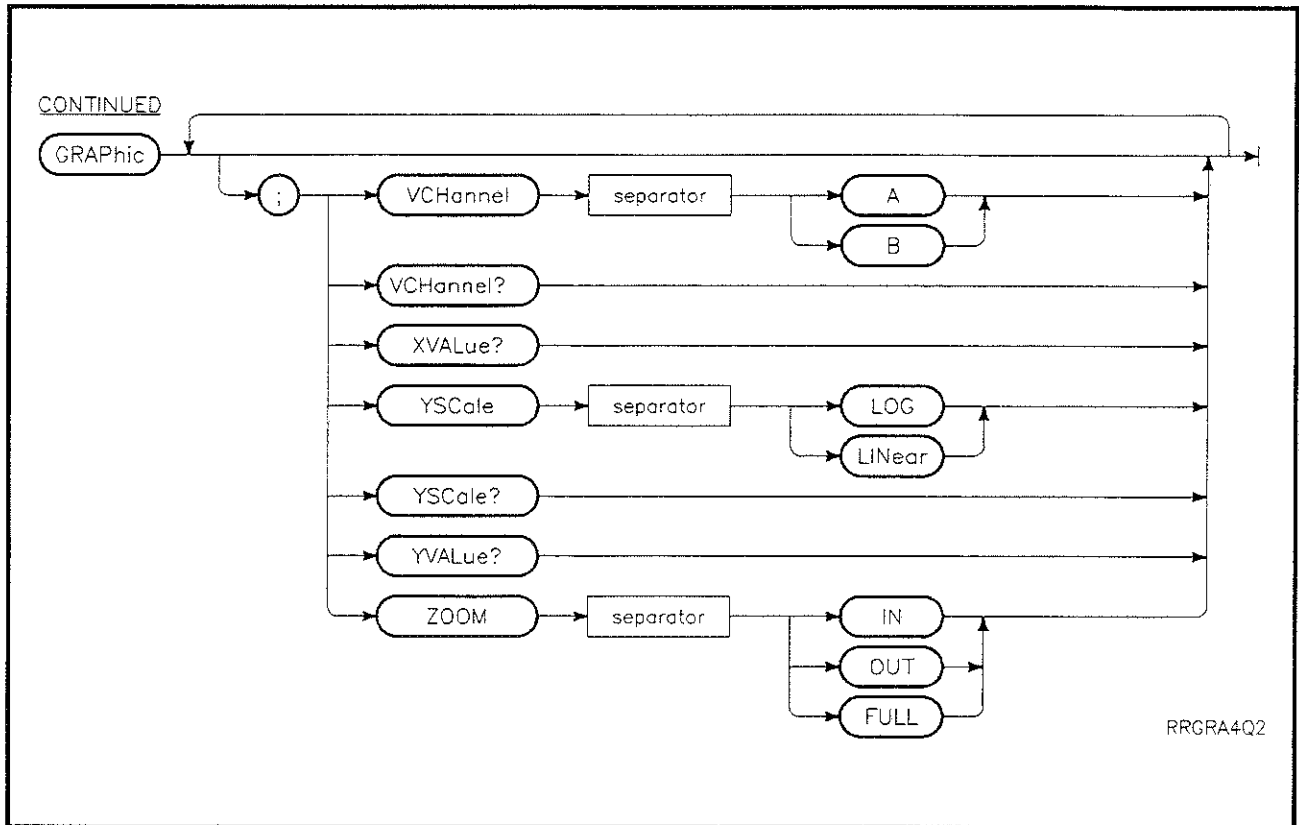 CONTINUED
GRAPhic
; VCHannel separator A
B
VCHannel?
XVALue?
YSCale separator LOG
LINear
YSCale?
YVALue?
ZOOM separator IN
OUT
FULL
RRGRA4Q2